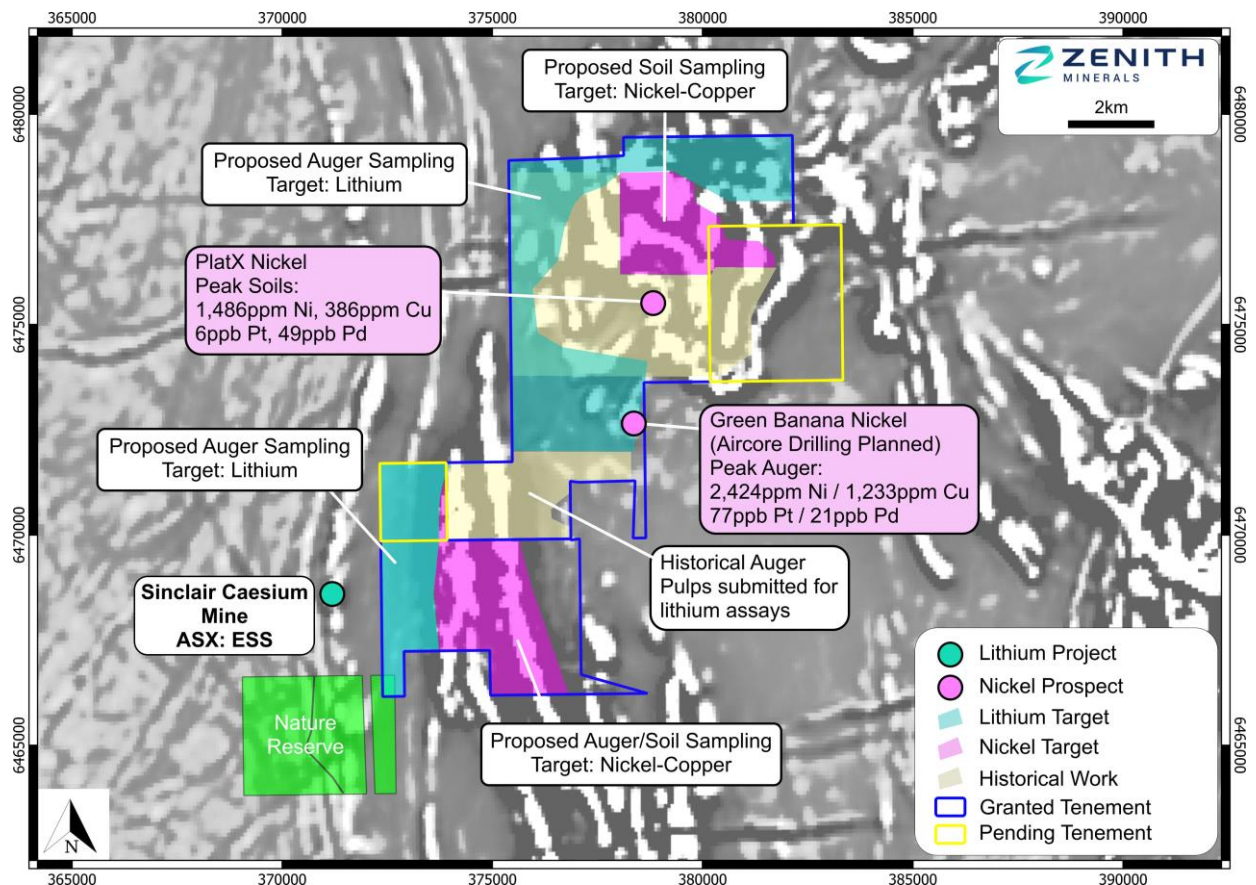 365000
370000
375000
380000
385000
390000
ZENITH
MINERALS
2km
Proposed Soil Sampling
Target: Nickel-Copper
6480000
6480000
Proposed Auger Sampling
Target: Lithium
PlatX Nickel
Peak Soils:
1,486ppm Ni, 386ppm Cu
6ppb Pt, 49ppb Pd
6475000
6475000
Green Banana Nickel
(Aircore Drilling Planned)
Peak Auger:
2,424ppm Ni / 1,233ppm Cu
77ppb Pt / 21ppb Pd
Proposed Auger Sampling
Target: Lithium
6470000
6470000
Historical Auger
Pulps submitted for
lithium assays
Sinclair Caesium
Mine
ASX: ESS
Nature
Reserve
Proposed Auger/Soil Sampling
Target: Nickel-Copper
6465000
6465000
Lithium Project
Nickel Prospect
Lithium Target
Nickel Target
Historical Work
Granted Tenement
Pending Tenement
N
365000
370000
375000
380000
385000
390000